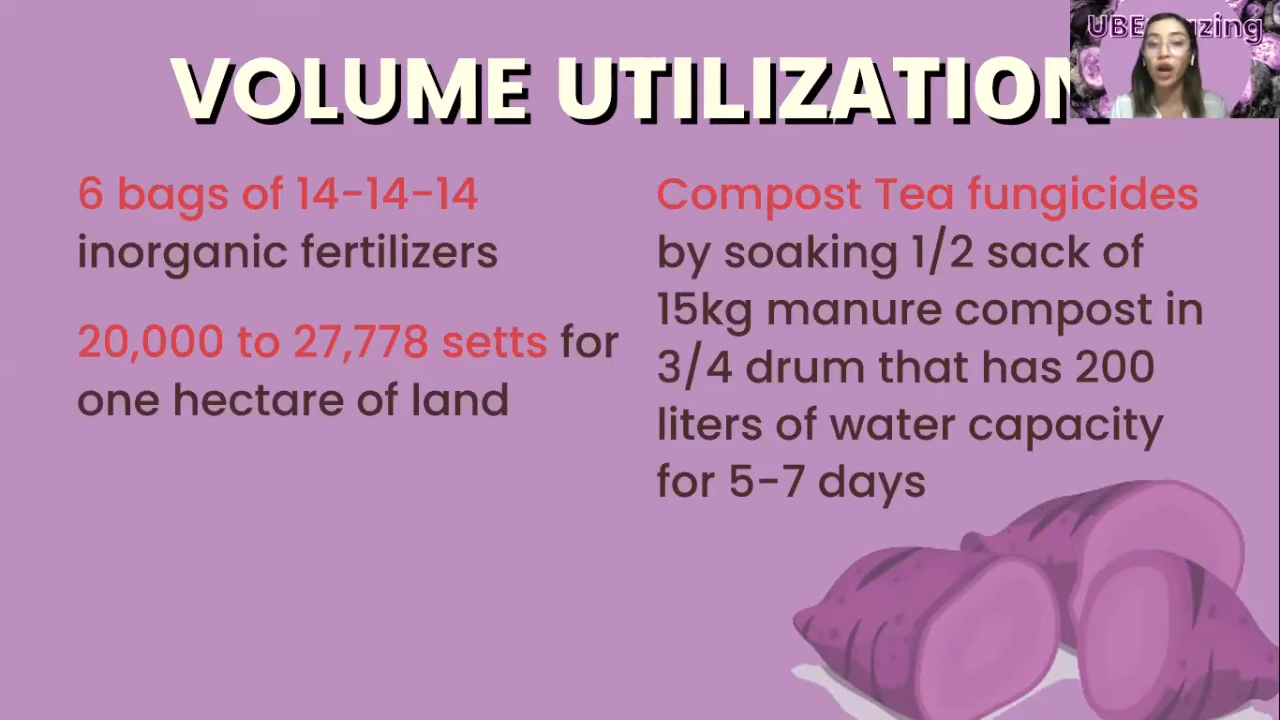 VOLUME UTILIZATION
6 bags of 14-14-14
inorganic fertilizers
20,000 to 27,778 setts for
one hectare of land
Compost Tea fungicides
by soaking 1/2 sack of
15kg manure compost in
3/4 drum that has 200
liters of water capacity
for 5-7 days